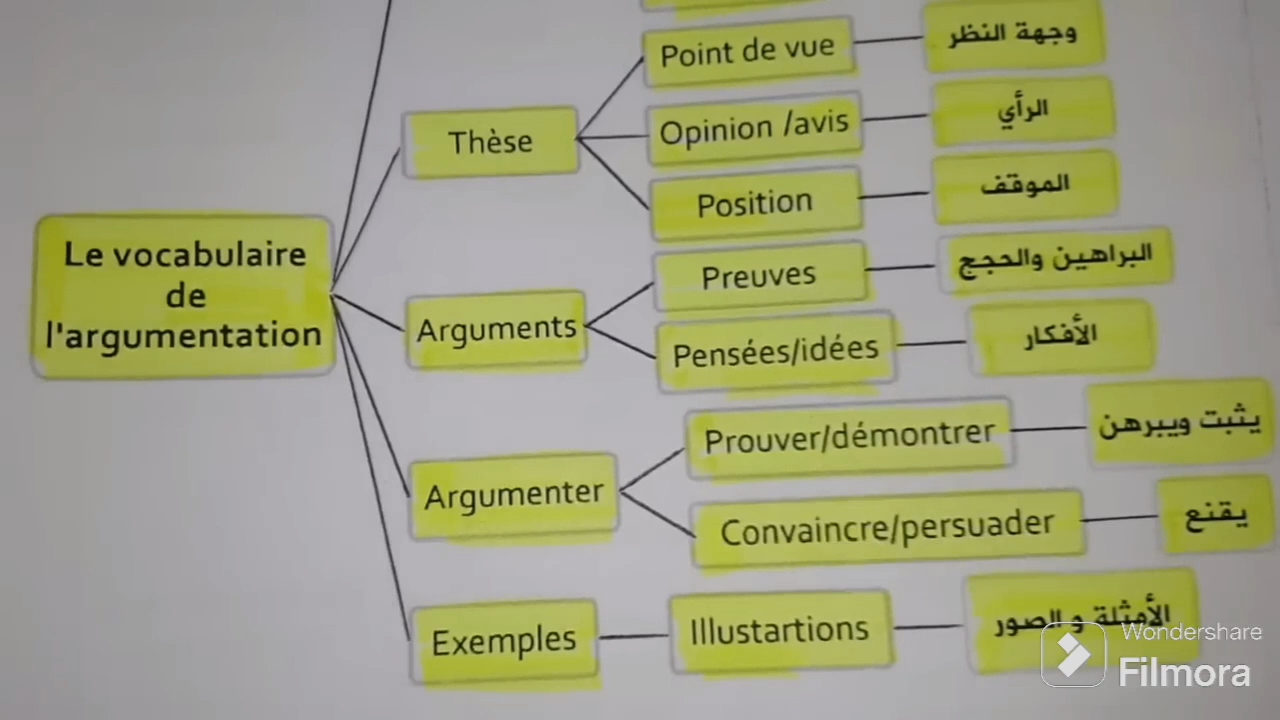 Point de vue
وجهة النظر
Thèse
Opinion /avis
الرأي
Position
الموقف
Le vocabulaire
de
l'argumentation
Arguments
Preuves
البراهين والحجج
Pensées/idées
الأفكار
Argumenter
Prouver/démontrer
يثبت ويبرهن
Convaincre/persuader
يقنع
Exemples
Illustartions
الأمثلة و الصور
Wondershare
Filmora